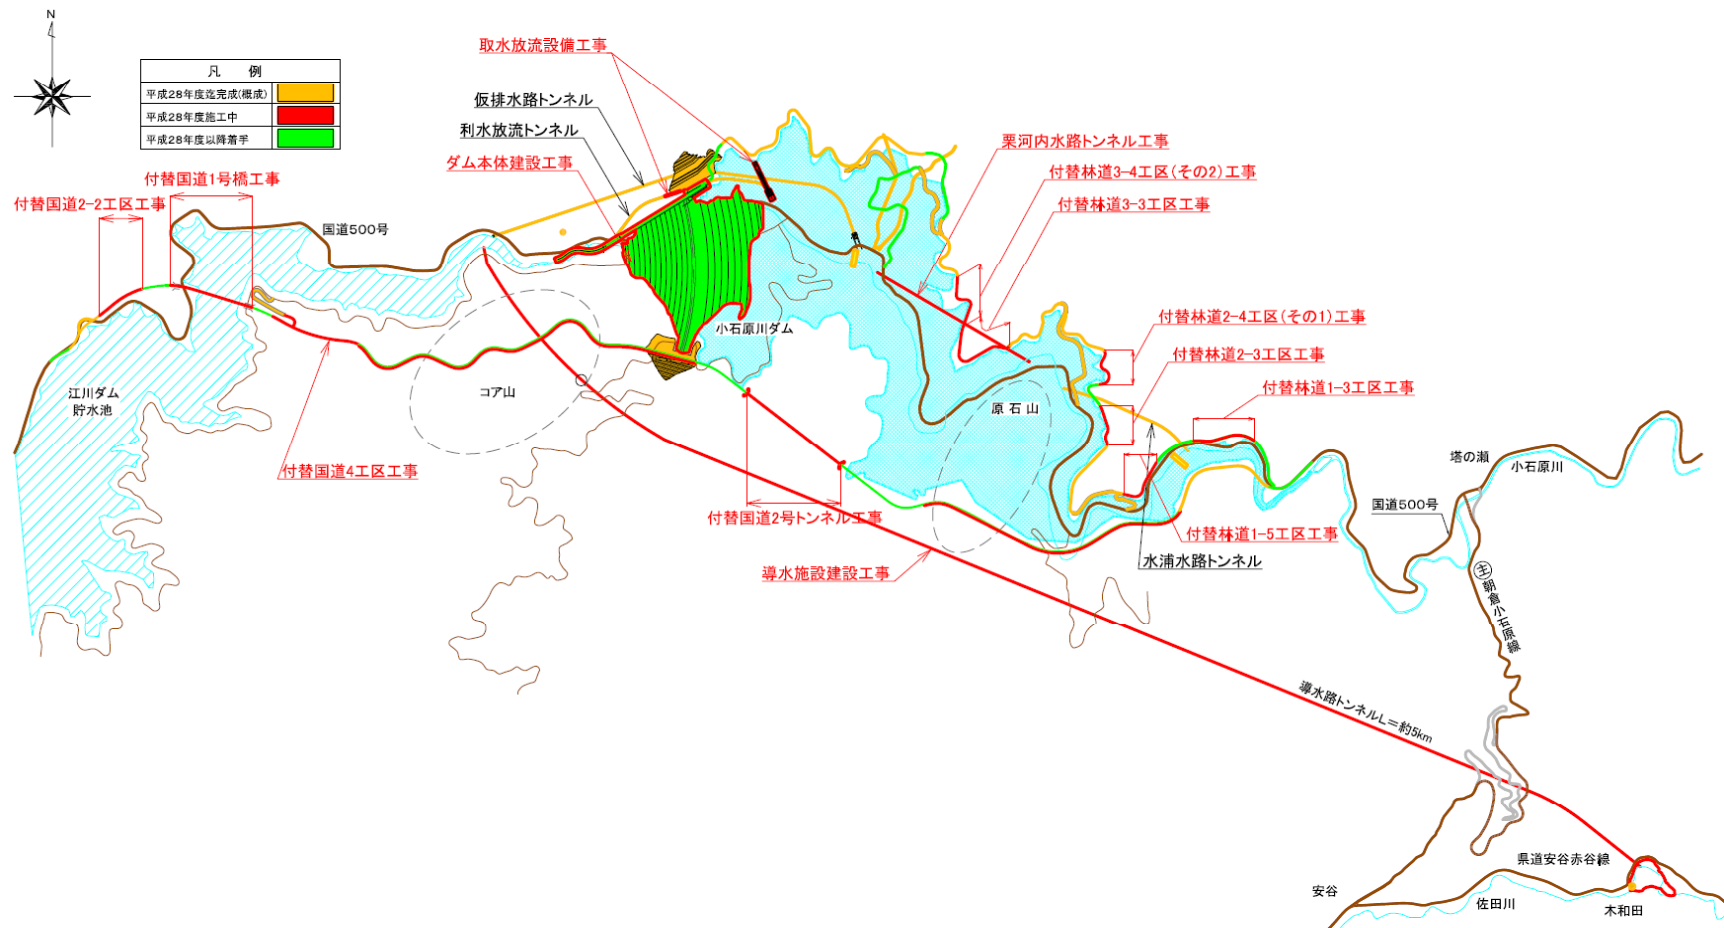 N
凡 例
平成28年度迄完成(概成)
平成28年度施工中
平成28年度以降着手
取水放流設備工事
仮排水路トンネル
利水放流トンネル
ダム本体建設工事
栗河内水路トンネル工事
付替林道3-4工区(その2)工事
付替林道3-3工区工事
付替国道1号橋工事
付替国道2-2工区工事
国道500号
小石原川ダム
付替林道2-4工区(その1)工事
付替林道2-3工区工事
付替林道1-3工区工事
江川ダム
貯水池
コア山
原石山
付替国道4工区工事
塔の瀬
小石原川
国道500号
付替国道2号トンネル工事
付替林道1-5工区工事
水浦水路トンネル
導水施設建設工事
主朝倉小石原線
導水路トンネルL=約5km
県道安谷赤谷線
安谷
佐田川
木和田